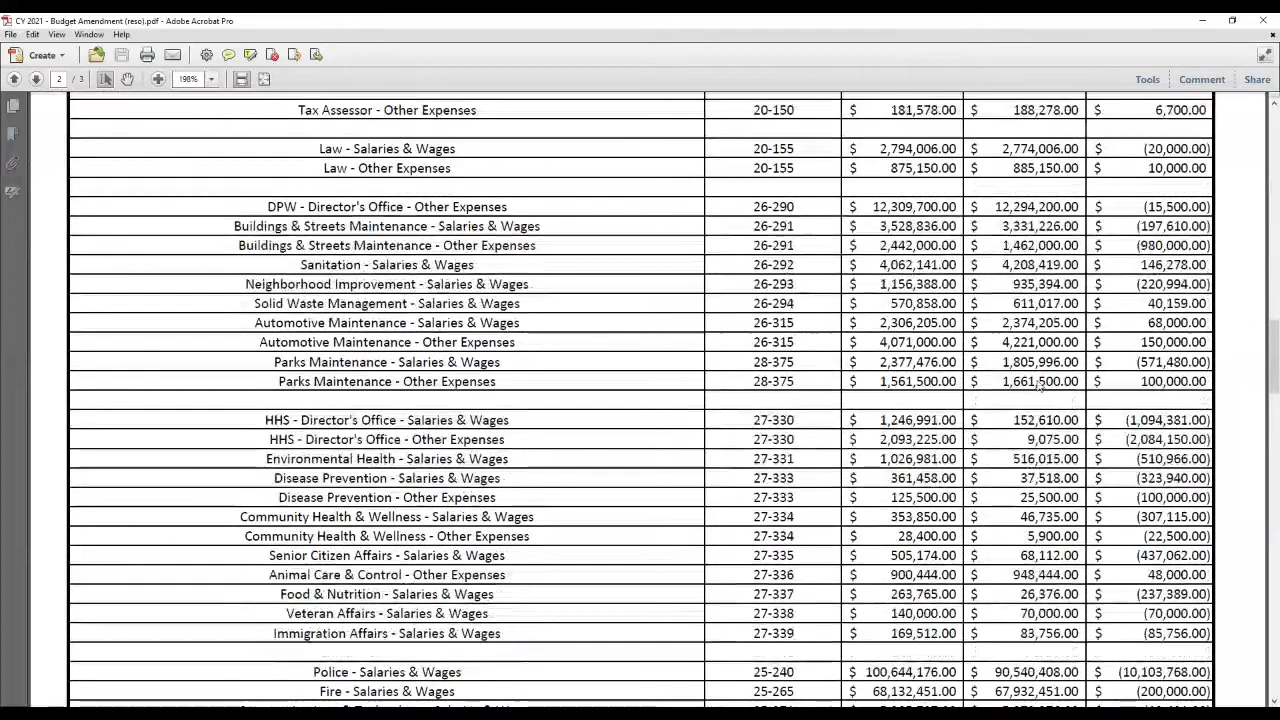 CY 2021 - Budget Amendment (reso).pdf - Adobe Acrobat Pro
File Edit View Window Help
Create
2 / 3 198% Tools Comment Share
Tax Assessor - Other Expenses 20-150 $ 181,578.00 $ 188,278.00 $ 6,700.00
Law - Salaries & Wages 20-155 $ 2,794,006.00 $ 2,774,006.00 $ (20,000.00)
Law - Other Expenses 20-155 $ 875,150.00 $ 885,150.00 $ 10,000.00
DPW - Director's Office - Other Expenses 26-290 $ 12,309,700.00 $ 12,294,200.00 $ (15,500.00)
Buildings & Streets Maintenance - Salaries & Wages 26-291 $ 3,528,836.00 $ 3,331,226.00 $ (197,610.00)
Buildings & Streets Maintenance - Other Expenses 26-291 $ 2,442,000.00 $ 1,462,000.00 $ (980,000.00)
Sanitation - Salaries & Wages 26-292 $ 4,062,141.00 $ 4,208,419.00 $ 146,278.00
Neighborhood Improvement - Salaries & Wages 26-293 $ 1,156,388.00 $ 935,394.00 $ (220,994.00)
Solid Waste Management - Salaries & Wages 26-294 $ 570,858.00 $ 611,017.00 $ 40,159.00
Automotive Maintenance - Salaries & Wages 26-315 $ 2,306,205.00 $ 2,374,205.00 $ 68,000.00
Automotive Maintenance - Other Expenses 26-315 $ 4,071,000.00 $ 4,221,000.00 $ 150,000.00
Parks Maintenance - Salaries & Wages 28-375 $ 2,377,476.00 $ 1,805,996.00 $ (571,480.00)
Parks Maintenance - Other Expenses 28-375 $ 1,561,500.00 $ 1,661,500.00 $ 100,000.00
HHS - Director's Office - Salaries & Wages 27-330 $ 1,246,991.00 $ 152,610.00 $ (1,094,381.00)
HHS - Director's Office - Other Expenses 27-330 $ 2,093,225.00 $ 9,075.00 $ (2,084,150.00)
Environmental Health - Salaries & Wages 27-331 $ 1,026,981.00 $ 516,015.00 $ (510,966.00)
Disease Prevention - Salaries & Wages 27-333 $ 361,458.00 $ 37,518.00 $ (323,940.00)
Disease Prevention - Other Expenses 27-333 $ 125,500.00 $ 25,500.00 $ (100,000.00)
Community Health & Wellness - Salaries & Wages 27-334 $ 353,850.00 $ 46,735.00 $ (307,115.00)
Community Health & Wellness - Other Expenses 27-334 $ 28,400.00 $ 5,900.00 $ (22,500.00)
Senior Citizen Affairs - Salaries & Wages 27-335 $ 505,174.00 $ 68,112.00 $ (437,062.00)
Animal Care & Control - Other Expenses 27-336 $ 900,444.00 $ 948,444.00 $ 48,000.00
Food & Nutrition - Salaries & Wages 27-337 $ 263,765.00 $ 26,376.00 $ (237,389.00)
Veteran Affairs - Salaries & Wages 27-338 $ 140,000.00 $ 70,000.00 $ (70,000.00)
Immigration Affairs - Salaries & Wages 27-339 $ 169,512.00 $ 83,756.00 $ (85,756.00)
Police - Salaries & Wages 25-240 $ 100,644,176.00 $ 90,540,408.00 $ (10,103,768.00)
Fire - Salaries & Wages 25-265 $ 68,132,451.00 $ 67,932,451.00 $ (200,000.00)